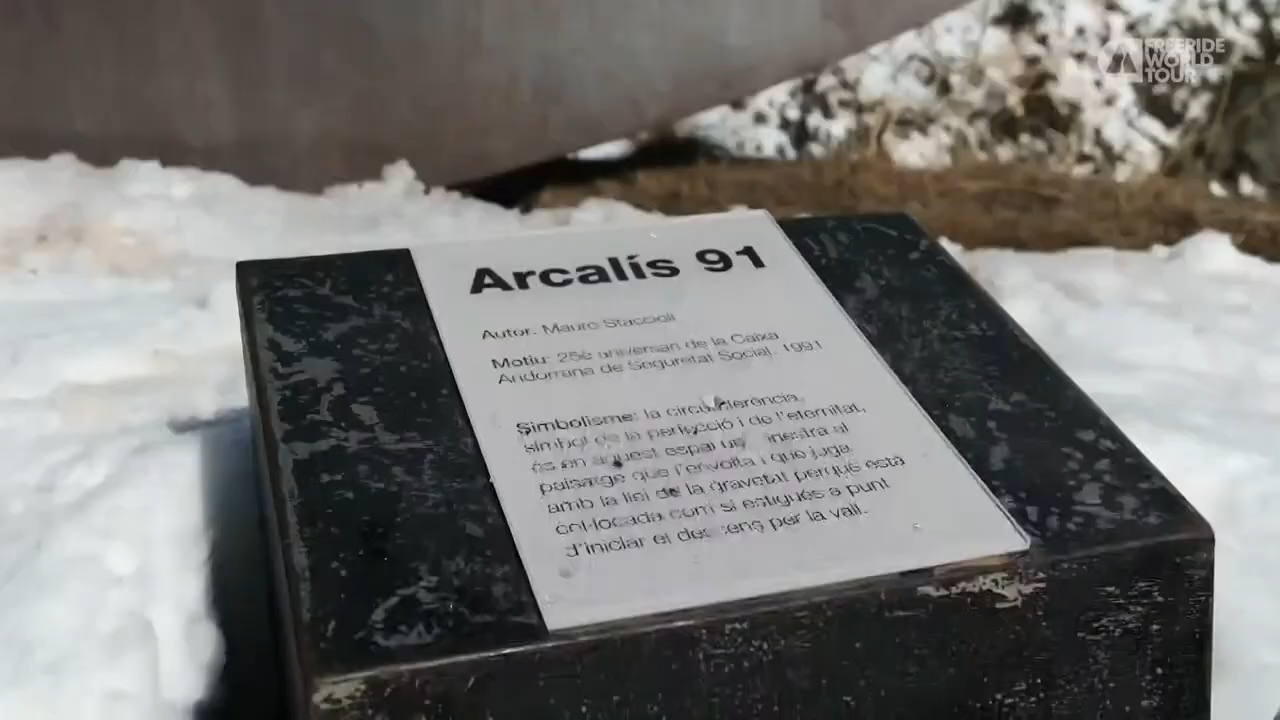 FREERIDE
WORLD
TOUR
Arcalís 91
Autor: Mauro Staccioli
Motiu: 25è aniversari de la Caixa
Andorrana de Seguretat Social. 1991
Simbolisme: la circumferència,
símbol de la perfecció i de l'eternitat,
és en aquest espai una finestra al
paisatge que l'envolta i que juga
amb la llei de la gravetat perquè està
col·locada com si estigués a punt
d'iniciar el descens per la vall.